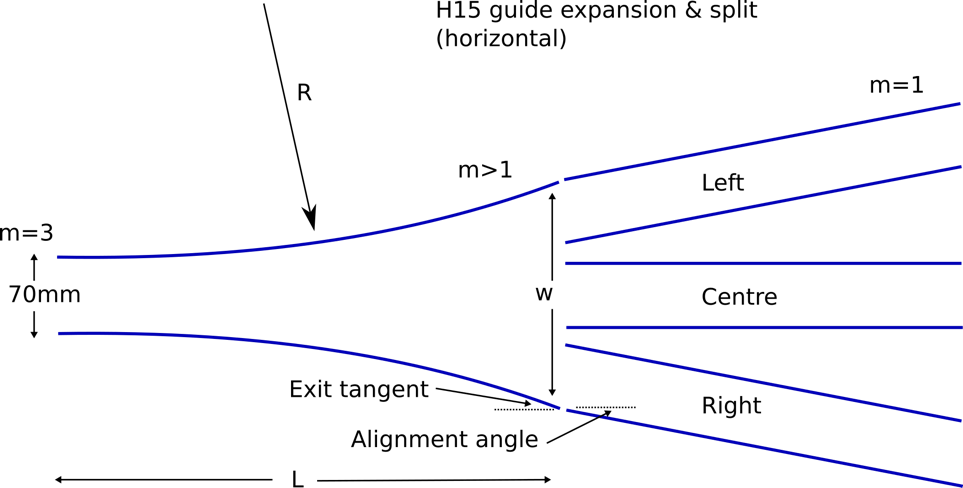 H15 guide expansion & split
(horizontal)
R
m=1
m>1
Left
m=3
70mm
w
Centre
Exit tangent
Right
Alignment angle
L